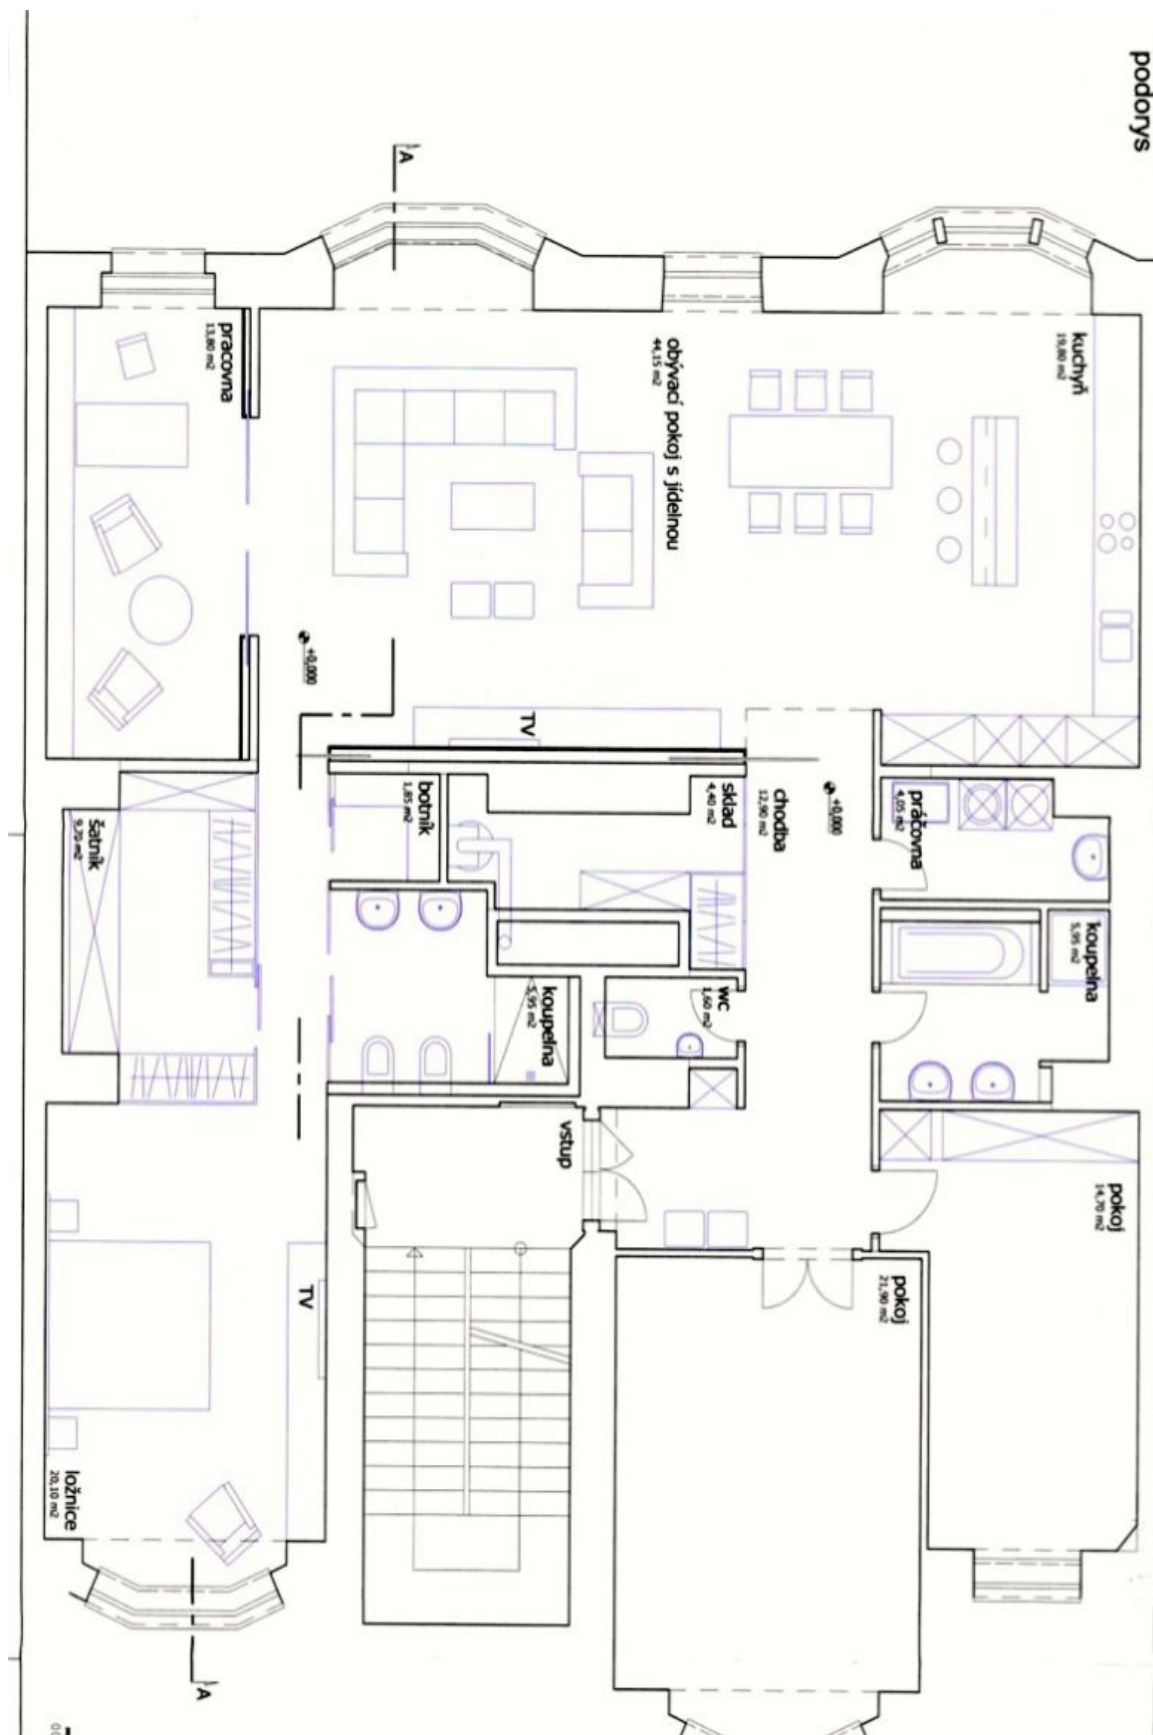 podorys
A
pracovna
13,80 m2
obývací pokoj s jídelnou
44,15 m2
kuchyň
19,80 m2
+0,000
TV
+0,000
botník
1,85 m2
sklad
4,40 m2
chodba
12,90 m2
práčovna
4,05 m2
šatník
9,70 m2
koupelna
5,95 m2
wc
1,60 m2
koupelna
5,95 m2
vstup
pokoj
14,70 m2
pokoj
21,90 m2
TV
ložnice
20,10 m2
A